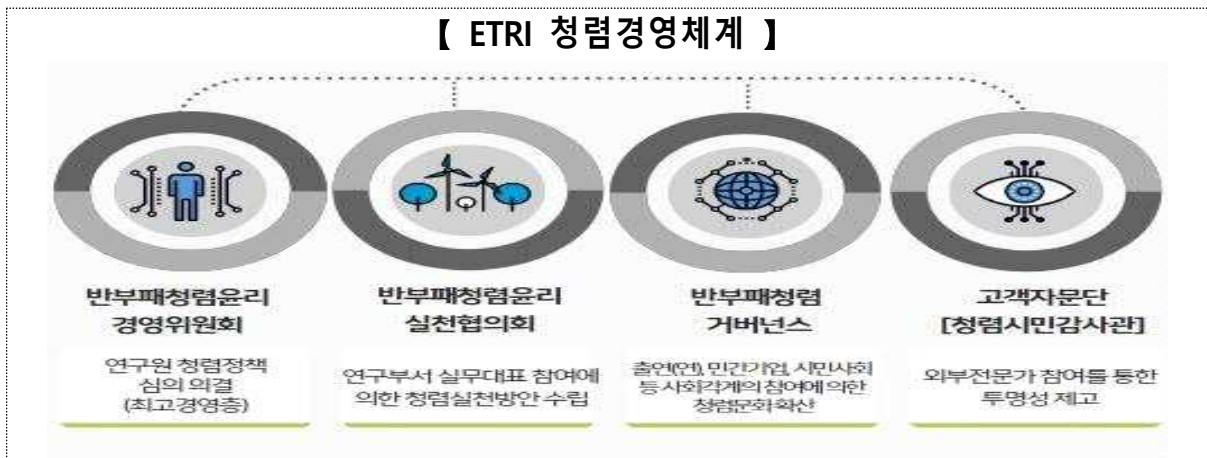 【 ETRI 청렴경영체계 】
반부패청렴윤리
경영위원회
연구원 청렴정책
심의 의결
(최고경영층)
반부패청렴윤리
실천협의회
연구부서 실무대표 참여에
의한 청렴실천방안 수립
반부패청렴
거버넌스
출연(연), 민간기업, 시민사회
등 사회각계의 참여에 의한
청렴문화 확산
고객자문단
[청렴시민감사관]
외부전문가 참여를 통한
투명성 제고